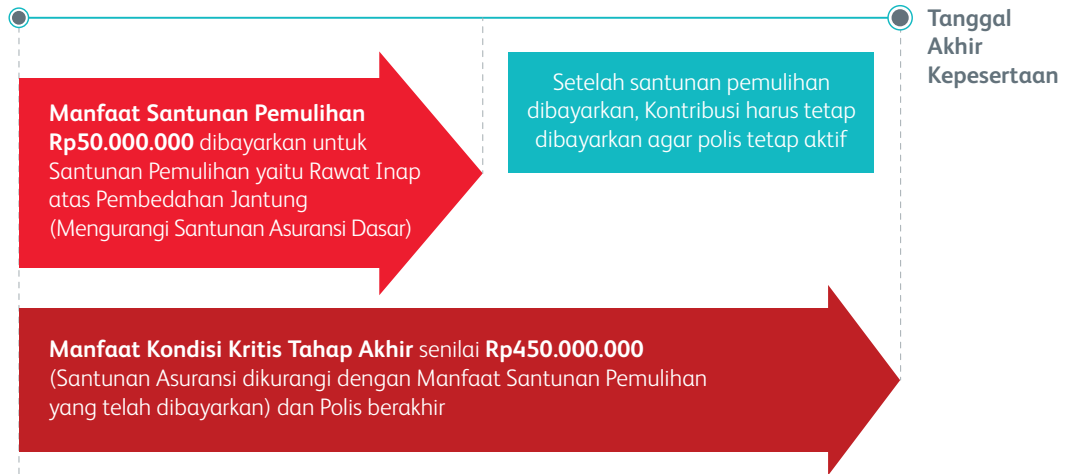 Tanggal
Akhir
Kepesertaan
Manfaat Santunan Pemulihan
Rp50.000.000 dibayarkan untuk
Santunan Pemulihan yaitu Rawat Inap
atas Pembedahan Jantung
(Mengurangi Santunan Asuransi Dasar)
Setelah santunan pemulihan
dibayarkan, Kontribusi harus tetap
dibayarkan agar polis tetap aktif
Manfaat Kondisi Kritis Tahap Akhir senilai Rp450.000.000
(Santunan Asuransi dikurangi dengan Manfaat Santunan Pemulihan
yang telah dibayarkan) dan Polis berakhir